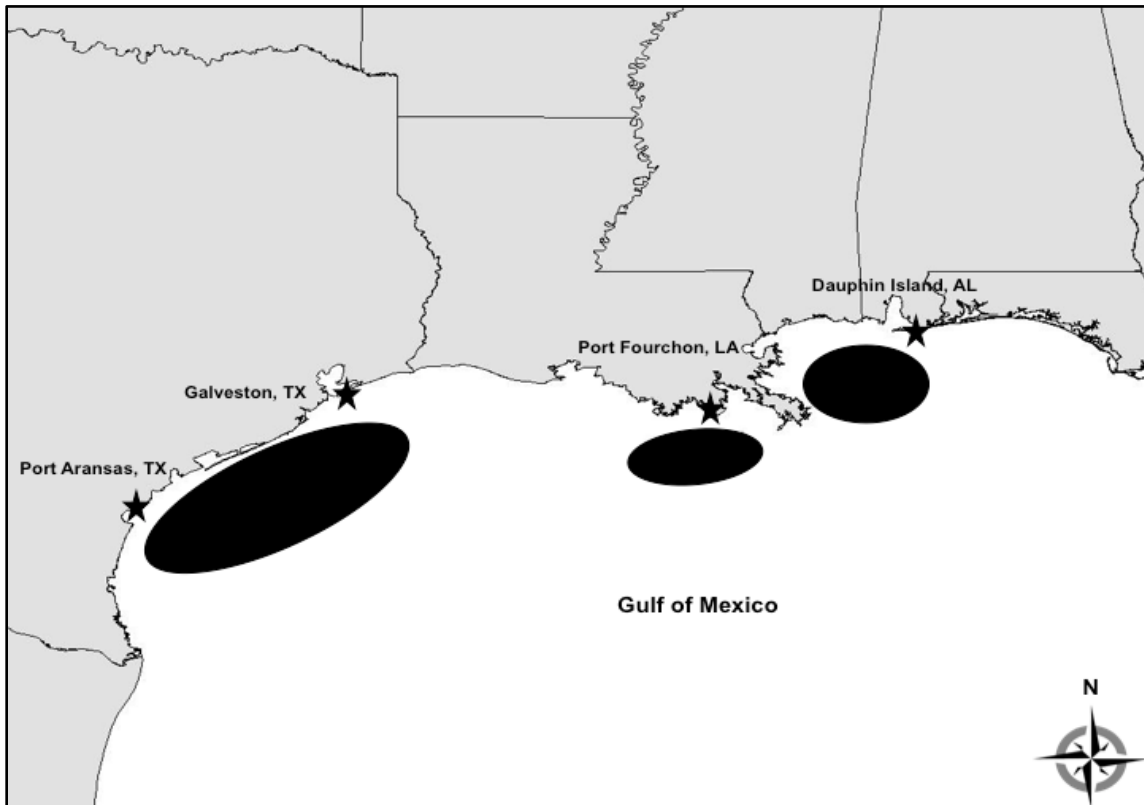 Dauphin Island, AL
Port Fourchon, LA
Galveston, TX
Port Aransas, TX
Gulf of Mexico
N